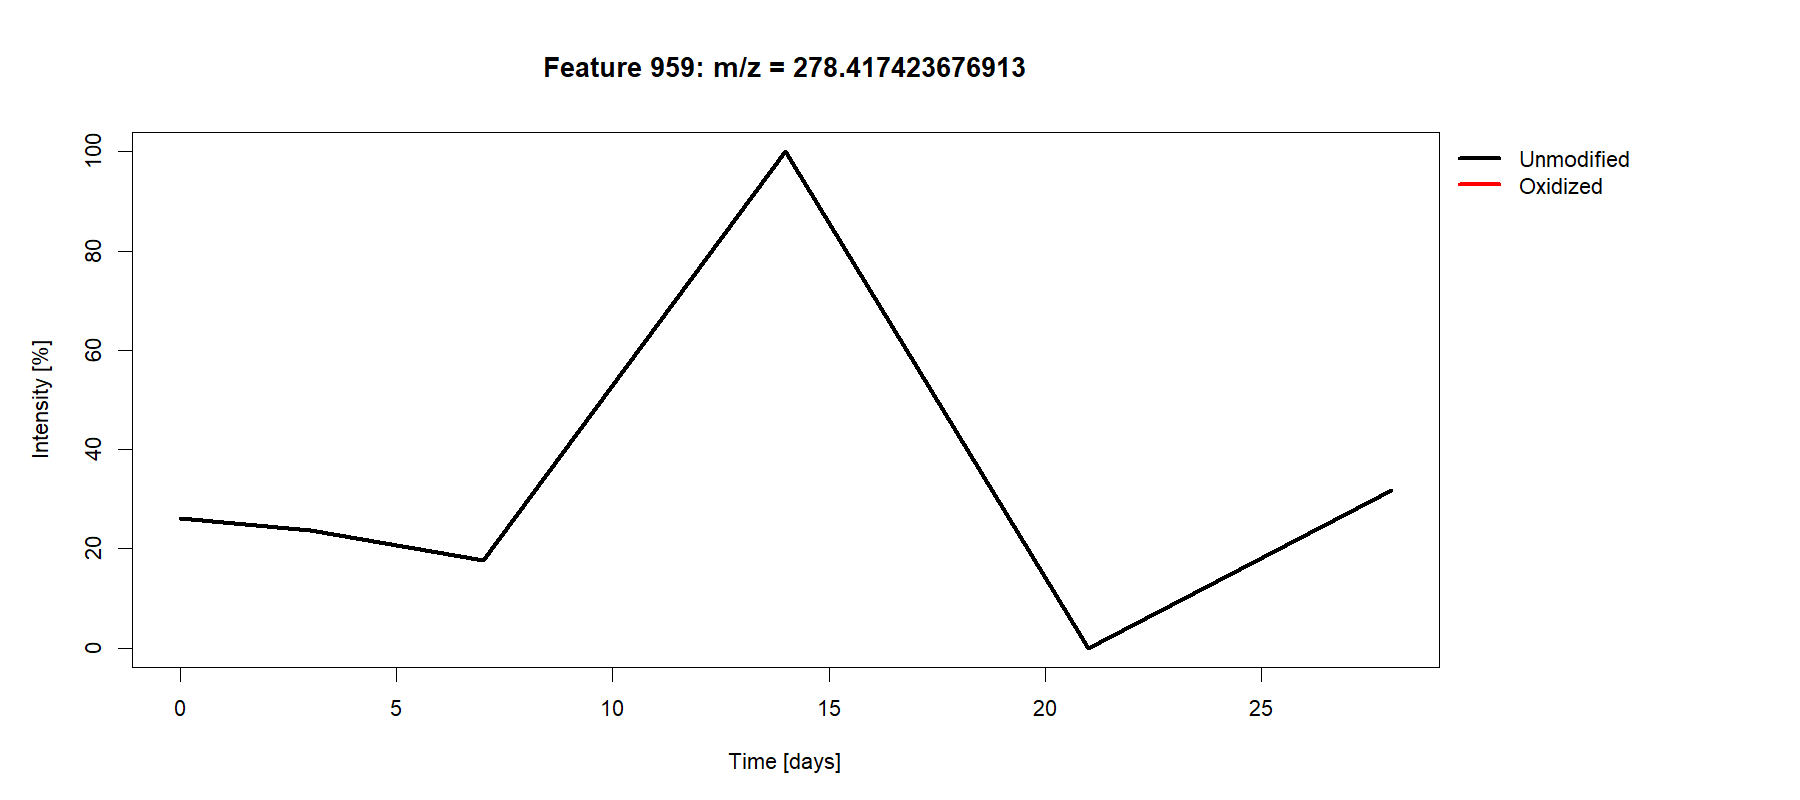 Feature 959: m/z = 278.417423676913
Unmodified
Oxidized
Intensity [%]
100
80
60
40
20
0
0 5 10 15 20 25
Time [days]